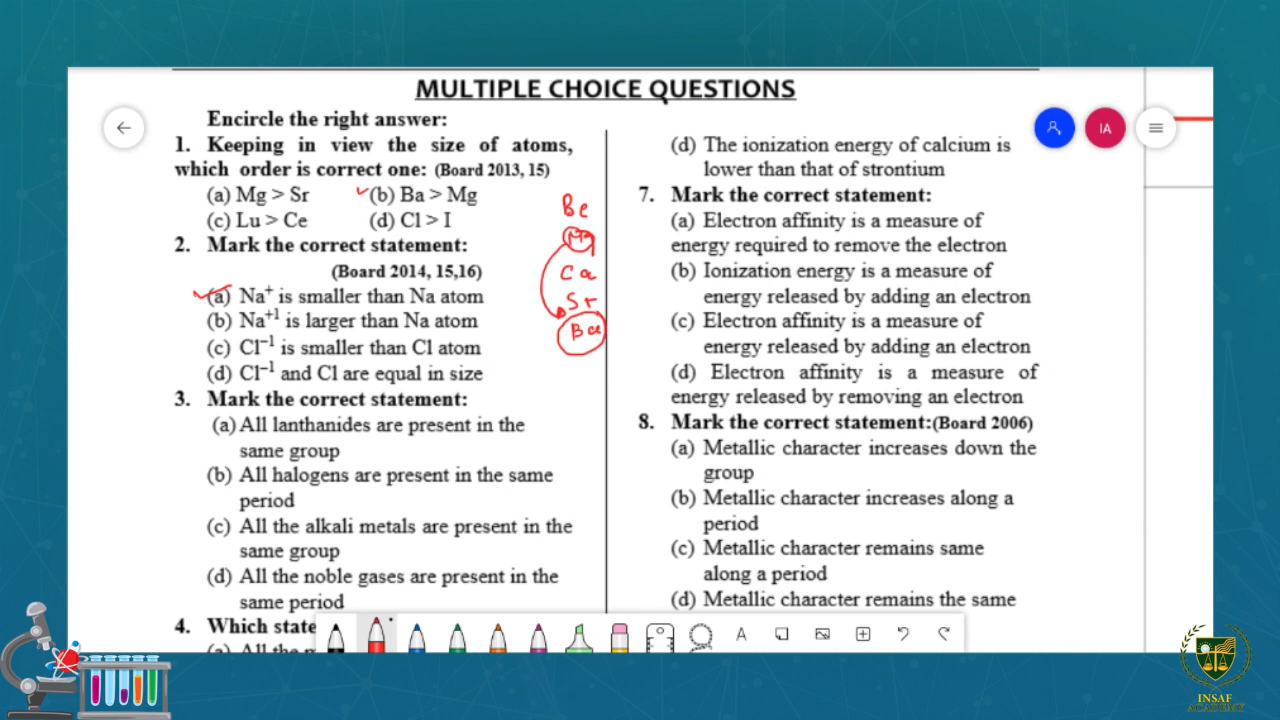 MULTIPLE CHOICE QUESTIONS
Encircle the right answer:
1. Keeping in view the size of atoms,
which order is correct one: (Board 2013, 15)
(a) Mg > Sr (b) Ba > Mg
(c) Lu > Ce (d) Cl > I
2. Mark the correct statement:
(Board 2014, 15,16)
(a) Na⁺ is smaller than Na atom
(b) Na⁺¹ is larger than Na atom
(c) Cl⁻¹ is smaller than Cl atom
(d) Cl⁻¹ and Cl are equal in size
3. Mark the correct statement:
(a) All lanthanides are present in the
same group
(b) All halogens are present in the same
period
(c) All the alkali metals are present in the
same group
(d) All the noble gases are present in the
same period
4. Which state
Be
Mg
Ca
Sr
Ba
(d) The ionization energy of calcium is
lower than that of strontium
7. Mark the correct statement:
(a) Electron affinity is a measure of
energy required to remove the electron
(b) Ionization energy is a measure of
energy released by adding an electron
(c) Electron affinity is a measure of
energy released by adding an electron
(d) Electron affinity is a measure of
energy released by removing an electron
8. Mark the correct statement:(Board 2006)
(a) Metallic character increases down the
group
(b) Metallic character increases along a
period
(c) Metallic character remains same
along a period
(d) Metallic character remains the same
IA
A
INSAF
ACADEMY